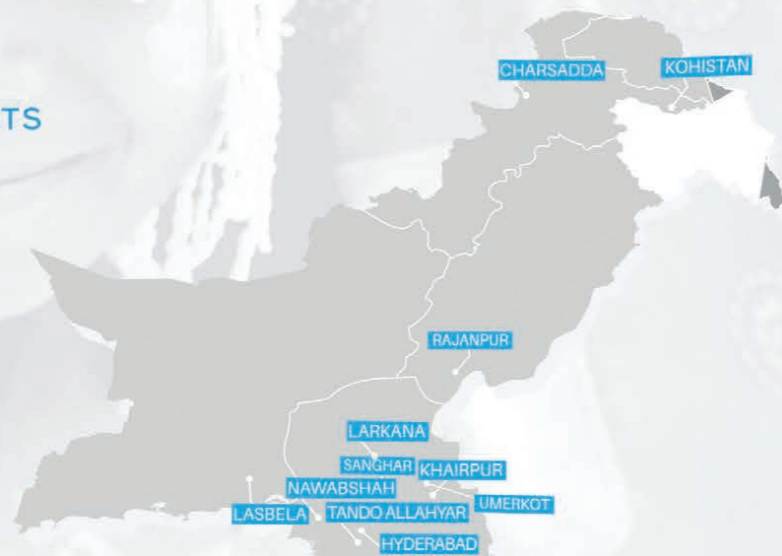 TS
CHARSADDA
KOHISTAN
RAJANPUR
LARKANA
SANGHAR
KHAIRPUR
NAWABSHAH
UMERKOT
LASBELA
TANDO ALLAHYAR
HYDERABAD